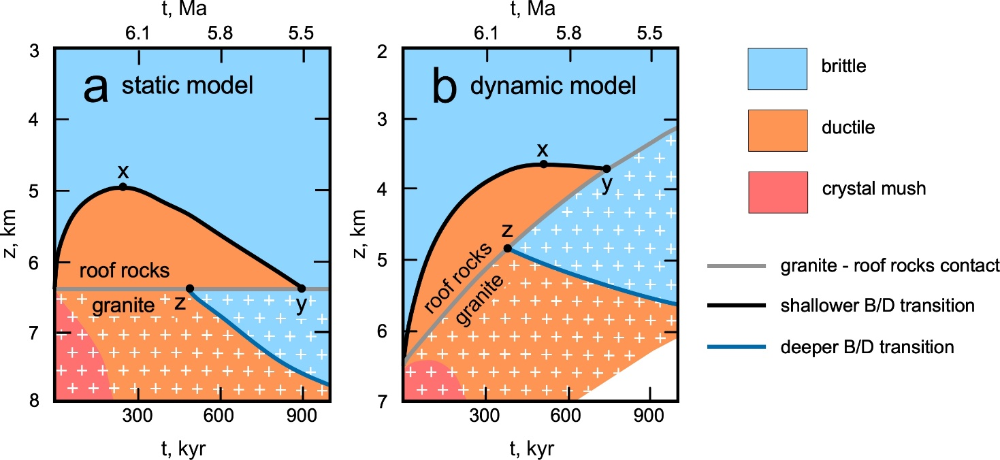 t, Ma
6.1 5.8 5.5
3
4
5
6
7
8
z, km
a static model
x
roof rocks
granite
z
y
300 600 900
t, kyr
t, Ma
6.1 5.8 5.5
2
3
4
5
6
7
z, km
b dynamic model
x
y
z
roof rocks
granite
300 600 900
t, kyr
brittle
ductile
crystal mush
granite - roof rocks contact
shallower B/D transition
deeper B/D transition